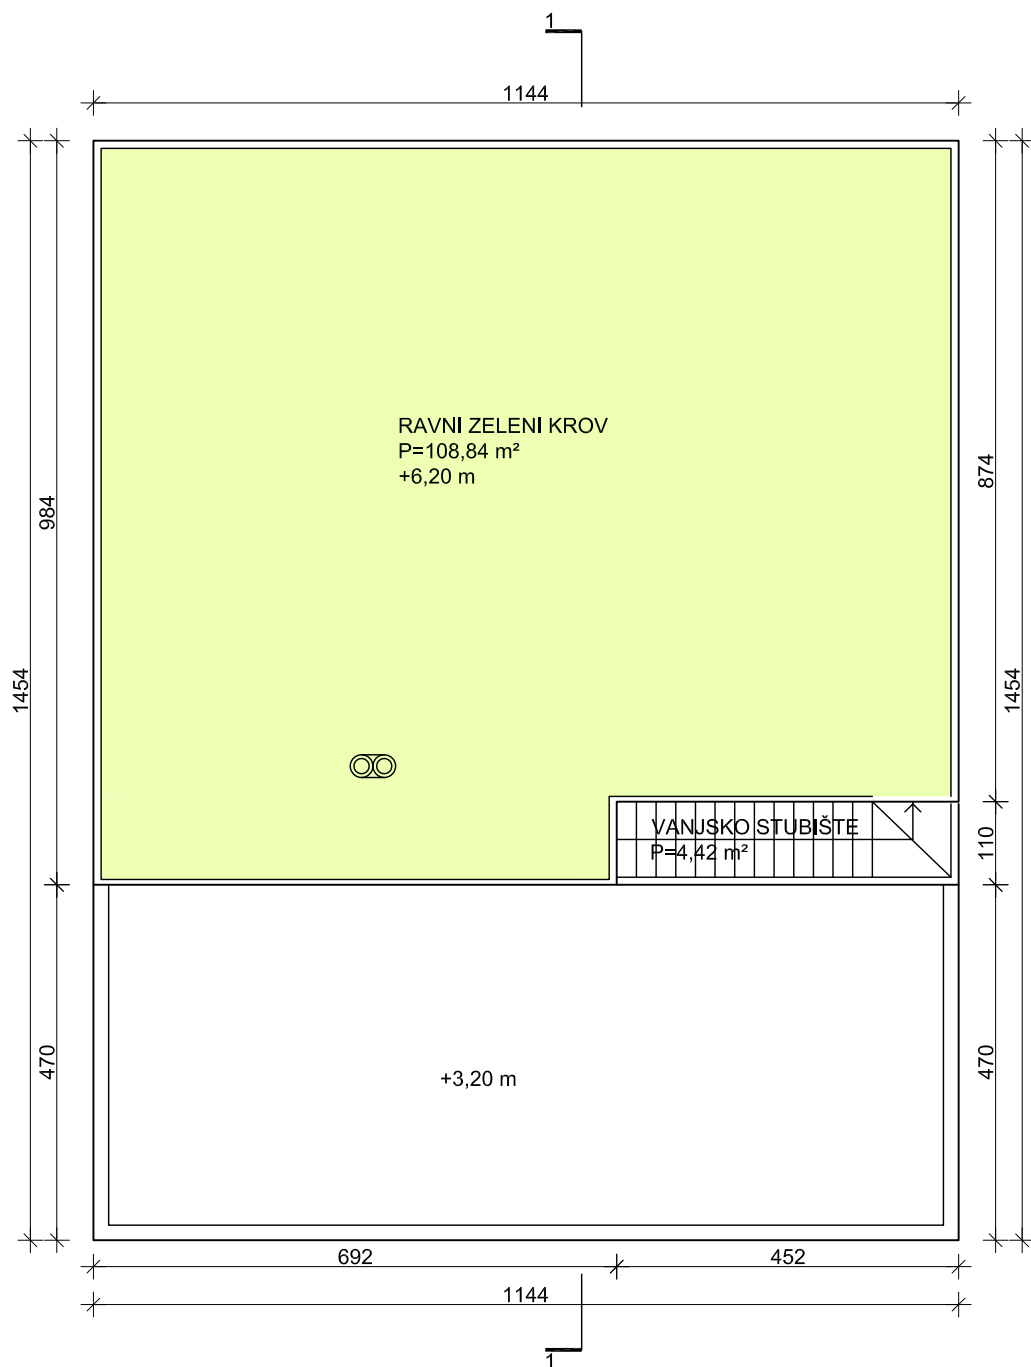 1
1144
RAVNI ZELENI KROV
P=108,84 m²
+6,20 m
984
874
1454
1454
VANJSKO STUBIŠTE
P=4,42 m²
110
470
470
+3,20 m
692
452
1144
1